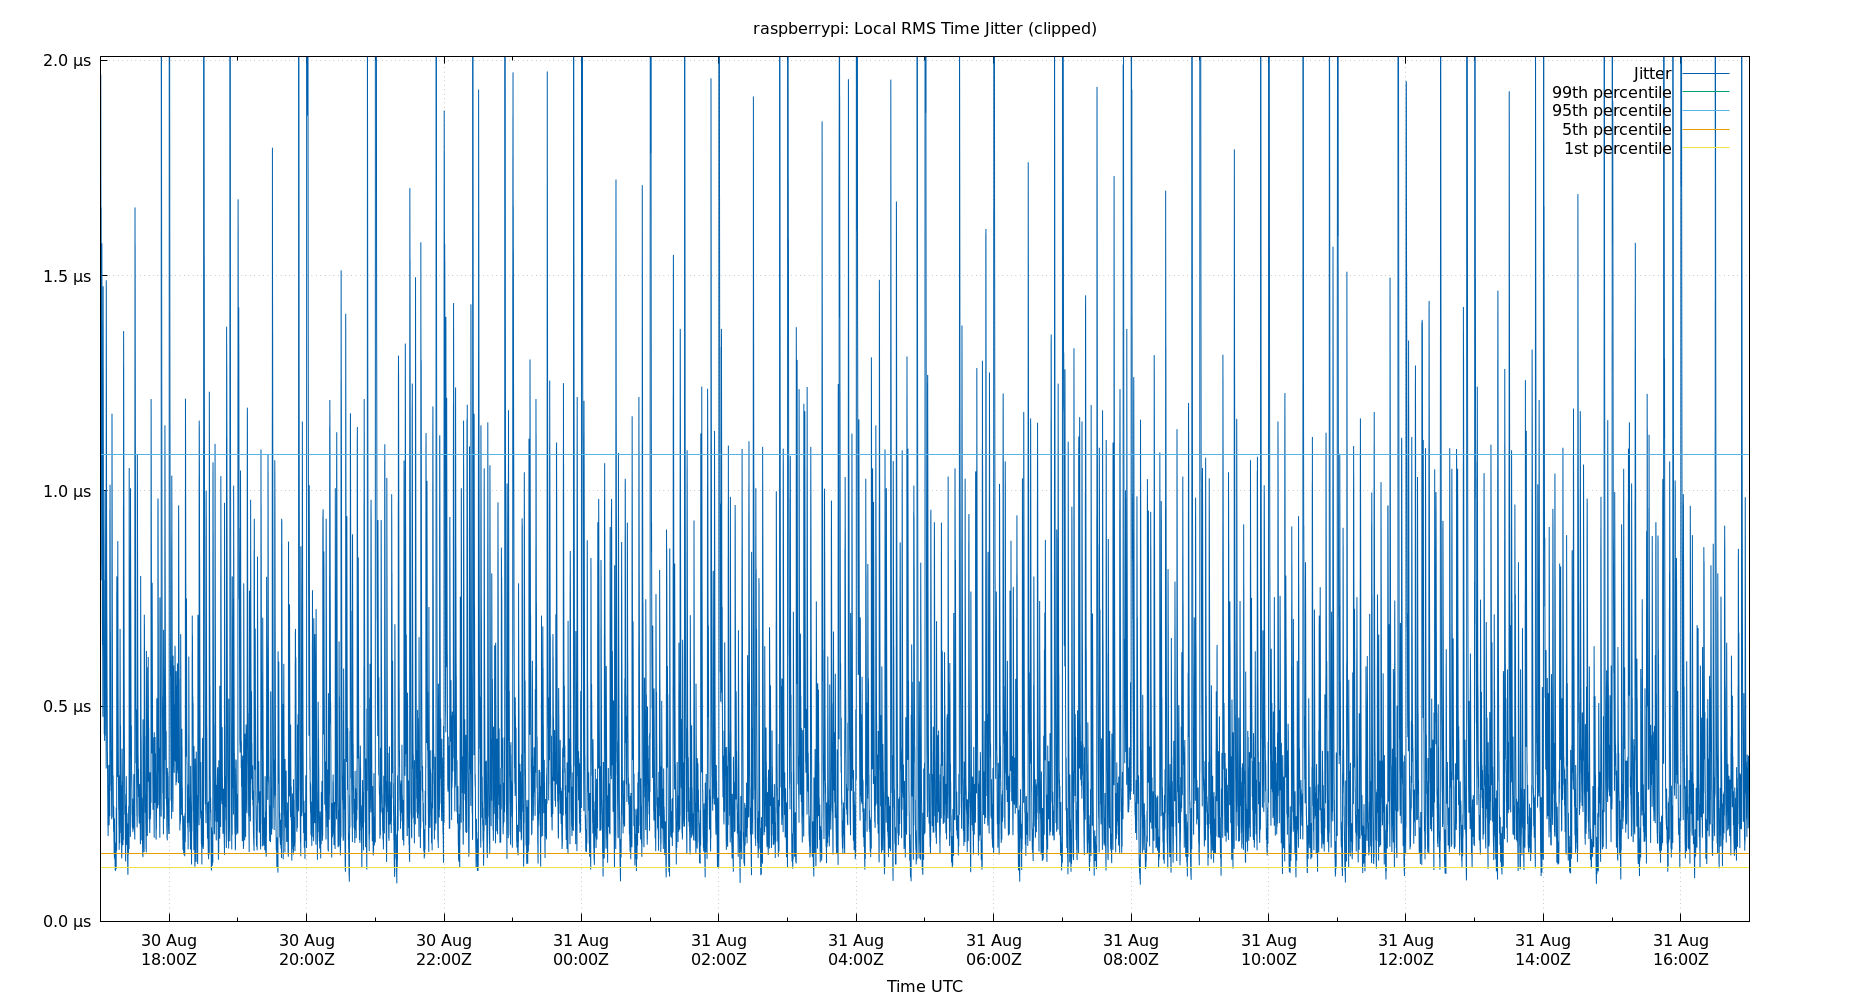 raspberrypi: Local RMS Time Jitter (clipped)
2.0 µs
1.5 µs
1.0 µs
0.5 µs
0.0 µs
Jitter
99th percentile
95th percentile
5th percentile
1st percentile
30 Aug 30 Aug 30 Aug 31 Aug 31 Aug 31 Aug 31 Aug 31 Aug 31 Aug 31 Aug 31 Aug 31 Aug
18:00Z 20:00Z 22:00Z 00:00Z 02:00Z 04:00Z 06:00Z 08:00Z 10:00Z 12:00Z 14:00Z 16:00Z
Time UTC